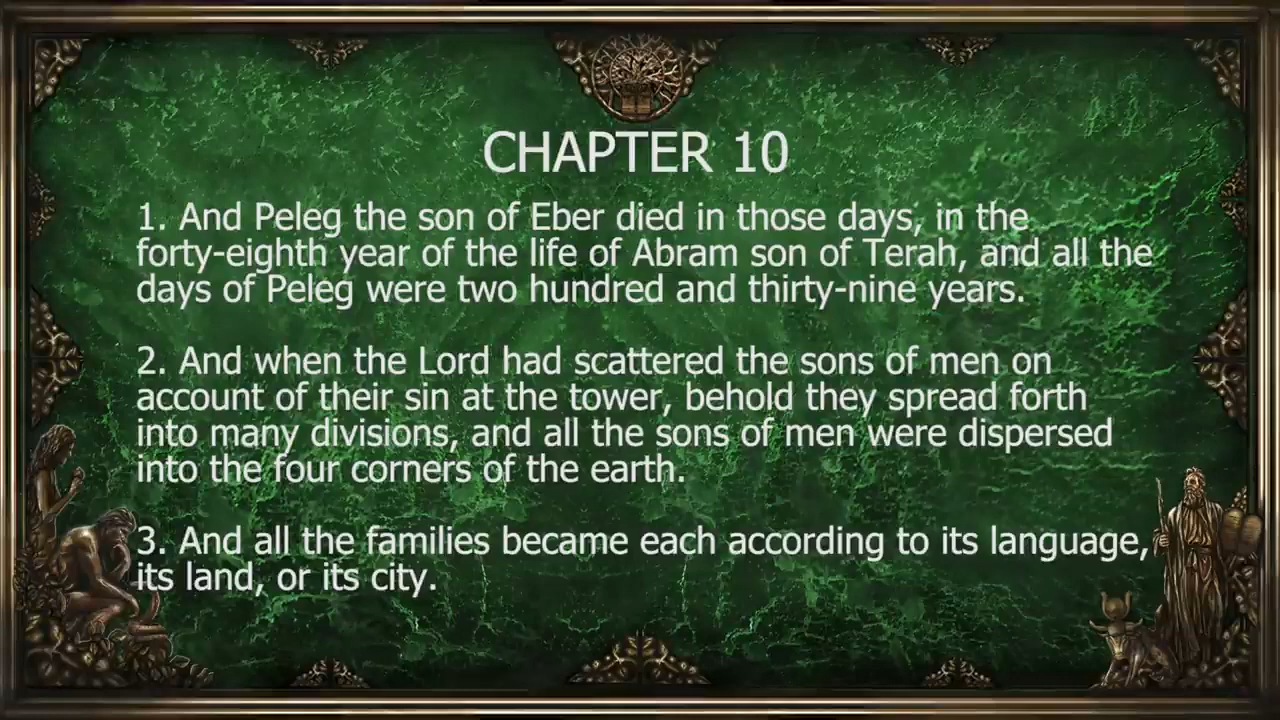 CHAPTER 10
1. And Peleg the son of Eber died in those days, in the
forty-eighth year of the life of Abram son of Terah, and all the
days of Peleg were two hundred and thirty-nine years.
2. And when the Lord had scattered the sons of men on
account of their sin at the tower, behold they spread forth
into many divisions, and all the sons of men were dispersed
into the four corners of the earth.
3. And all the families became each according to its language,
its land, or its city.